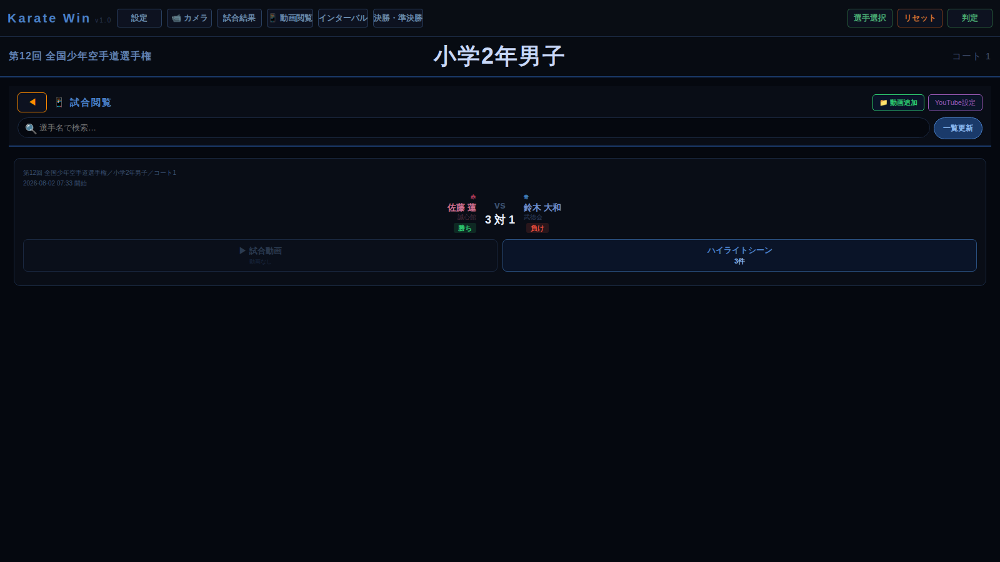 Karate Win v1.0
設定
📹 カメラ
試合結果
📱 動画閲覧
インターバル
決勝・準決勝
選手選択
リセット
判定
第12回 全国少年空手道選手権
小学2年男子
コート 1
◀
📱 試合閲覧
📁 動画追加
YouTube設定
🔍 選手名で検索…
一覧更新
第12回 全国少年空手道選手権／小学2年男子／コート1
2026-08-02 07:33 開始
赤
佐藤 蓮
誠心館
勝ち
vs
3 対 1
青
鈴木 大和
武徳会
負け
▶ 試合動画
動画なし
ハイライトシーン
3件